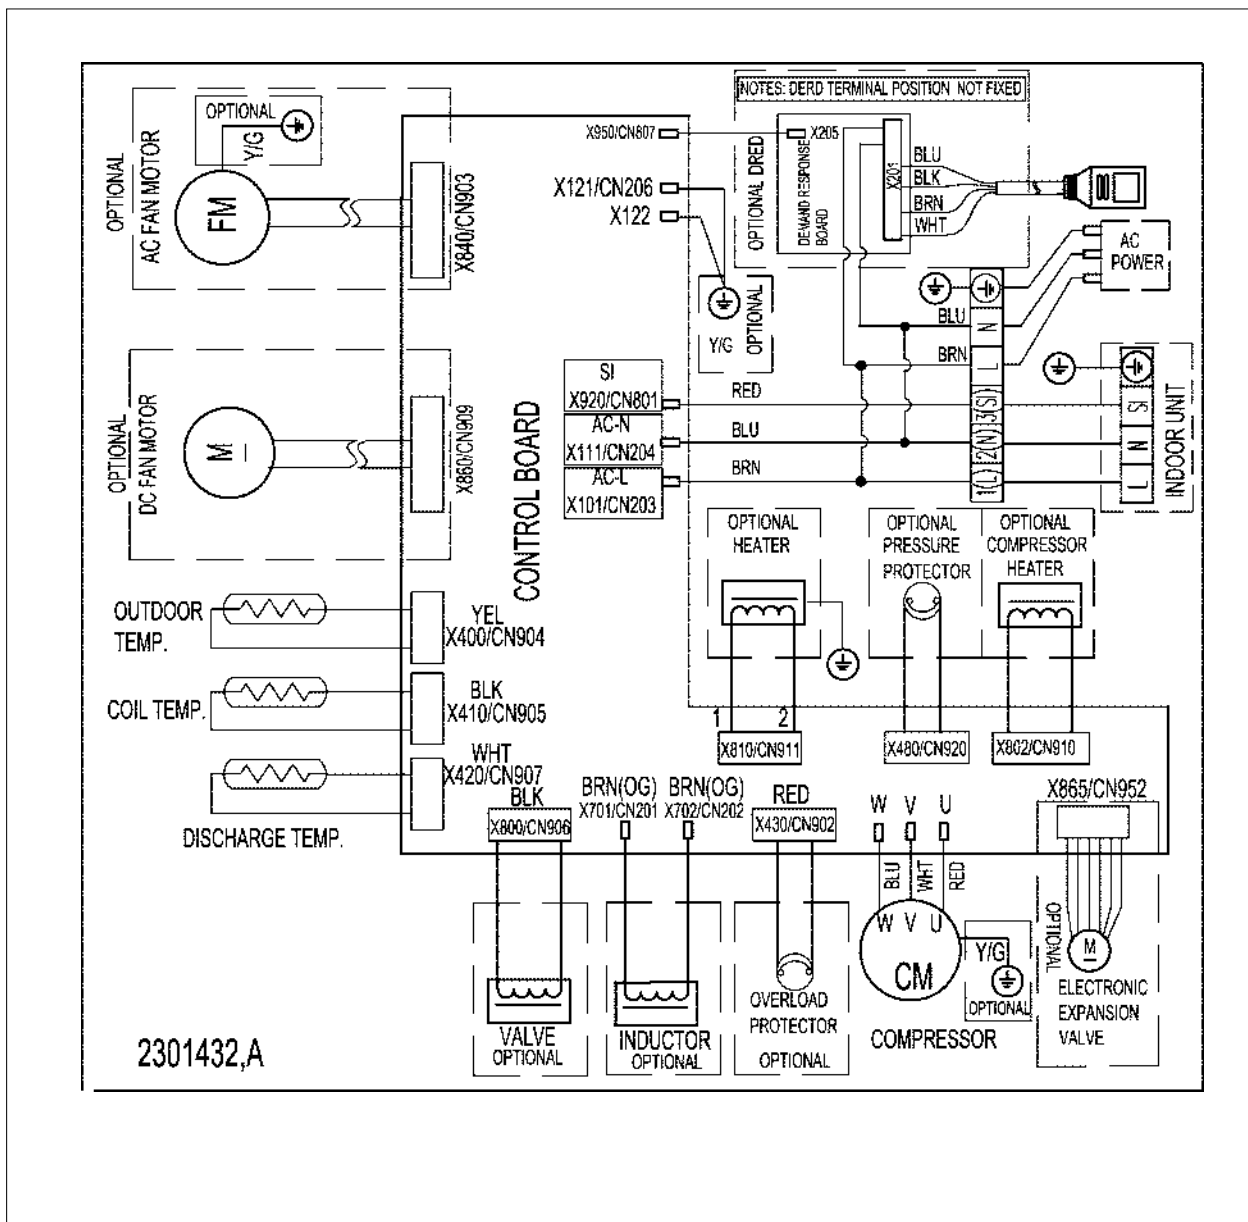 NOTES: DERD TERMINAL POSITION NOT FIXED
OPTIONAL
Y/G
OPTIONAL
AC FAN MOTOR
FM
X840/CN903
X950/CN807
X205
X121/CN206
X122
OPTIONAL DRED
DEMAND RESPONSE
BOARD
X201
BLU
BLK
BRN
WHT
AC
POWER
Y/G
OPTIONAL
BLU
N
BRN
L
OPTIONAL
DC FAN MOTOR
M
X860/CN909
CONTROL BOARD
SI
X920/CN801
RED
3(SI)
SI
AC-N
X111/CN204
BLU
2(N)
N
AC-L
X101/CN203
BRN
1(L)
L
INDOOR UNIT
OPTIONAL
HEATER
OPTIONAL
PRESSURE
PROTECTOR
OPTIONAL
COMPRESSOR
HEATER
OUTDOOR
TEMP.
YEL
X400/CN904
COIL TEMP.
BLK
X410/CN905
1
2
X810/CN911
X480/CN920
X802/CN910
WHT
X420/CN907
DISCHARGE TEMP.
BLK
X800/CN906
BRN(OG)
X701/CN201
BRN(OG)
X702/CN202
RED
X430/CN902
W V U
X865/CN952
BLU
WHT
RED
W V U
CM
Y/G
OPTIONAL
COMPRESSOR
OPTIONAL
M
ELECTRONIC
EXPANSION
VALVE
VALVE
OPTIONAL
INDUCTOR
OPTIONAL
OVERLOAD
PROTECTOR
OPTIONAL
2301432,A